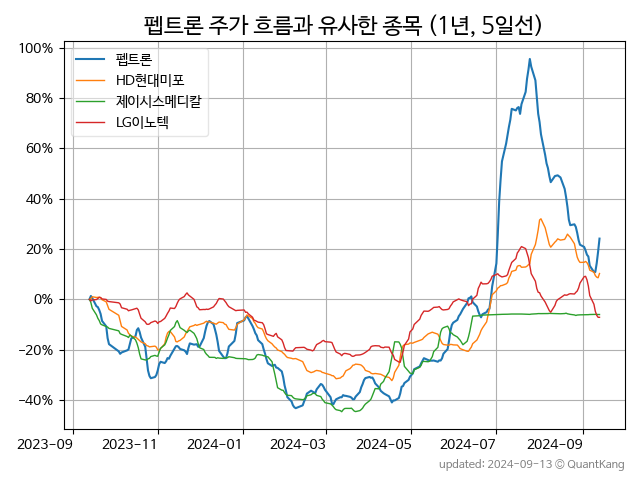 펩트론 주가 흐름과 유사한 종목 (1년, 5일선)
100%
80%
60%
40%
20%
0%
−20%
−40%
펩트론
HD현대미포
제이시스메디칼
LG이노텍
2023-09
2023-11
2024-01
2024-03
2024-05
2024-07
2024-09
updated: 2024-09-13 © QuantKang